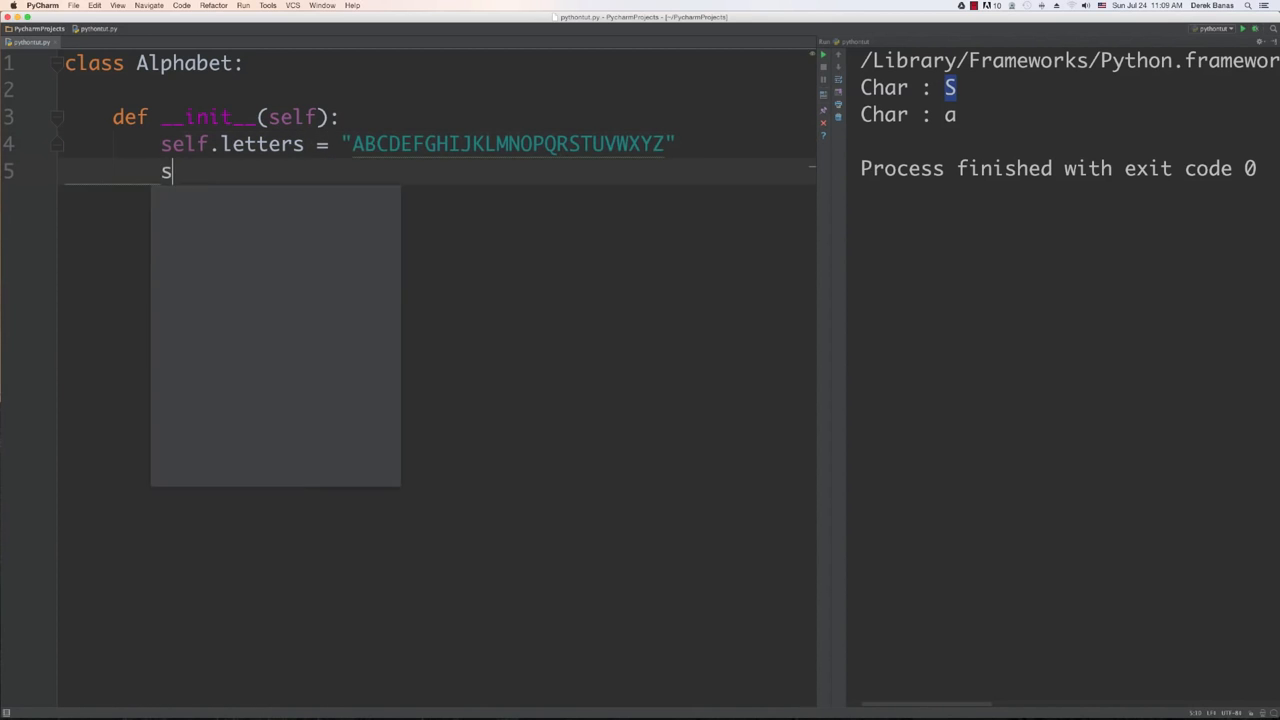 PyCharm File Edit View Navigate Code Refactor Run Tools VCS Window Help
10 Sun Jul 24 11:09 AM Derek Banas
pythontut.py - PycharmProjects - [~/PycharmProjects]
PycharmProjects pythontut.py
pythontut
pythontut.py
Run: pythontut
1 class Alphabet:
2
3 def __init__(self):
4 self.letters = "ABCDEFGHIJKLMNOPQRSTUVWXYZ"
5 s
/Library/Frameworks/Python.framewor
Char : S
Char : a
Process finished with exit code 0
UTF-8